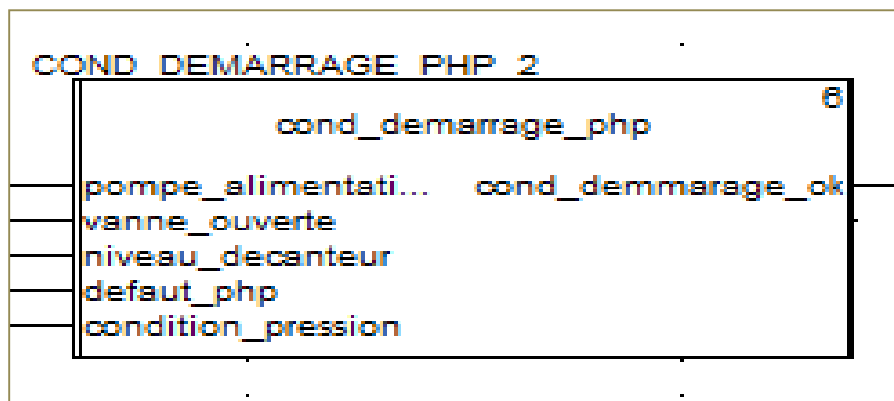 COND_DEMARRAGE_PHP_2
6
cond_demarrage_php
pompe_alimentati... cond_demmarage_ok
vanne_ouverte
niveau_decanteur
defaut_php
condition_pression